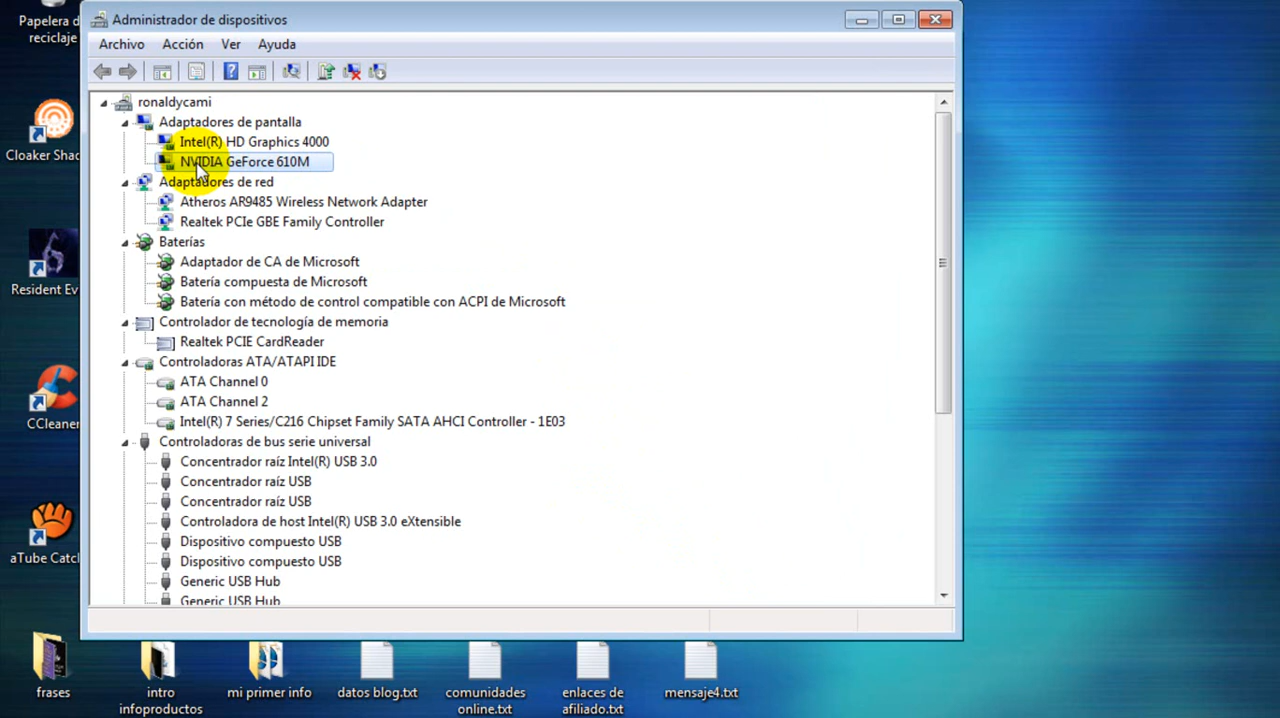 Papelera d
reciclaje
Administrador de dispositivos
Archivo Acción Ver Ayuda
ronaldycami
Adaptadores de pantalla
Intel(R) HD Graphics 4000
NVIDIA GeForce 610M
Adaptadores de red
Atheros AR9485 Wireless Network Adapter
Realtek PCIe GBE Family Controller
Baterías
Adaptador de CA de Microsoft
Batería compuesta de Microsoft
Batería con método de control compatible con ACPI de Microsoft
Controlador de tecnología de memoria
Realtek PCIE CardReader
Controladoras ATA/ATAPI IDE
ATA Channel 0
ATA Channel 2
Intel(R) 7 Series/C216 Chipset Family SATA AHCI Controller - 1E03
Controladoras de bus serie universal
Concentrador raíz Intel(R) USB 3.0
Concentrador raíz USB
Concentrador raíz USB
Controladora de host Intel(R) USB 3.0 eXtensible
Dispositivo compuesto USB
Dispositivo compuesto USB
Generic USB Hub
Generic USB Hub
Cloaker Shad
Resident Evi
CCleaner
aTube Catch
frases
intro
infoproductos
mi primer info
datos blog.txt
comunidades
online.txt
enlaces de
afiliado.txt
mensaje4.txt